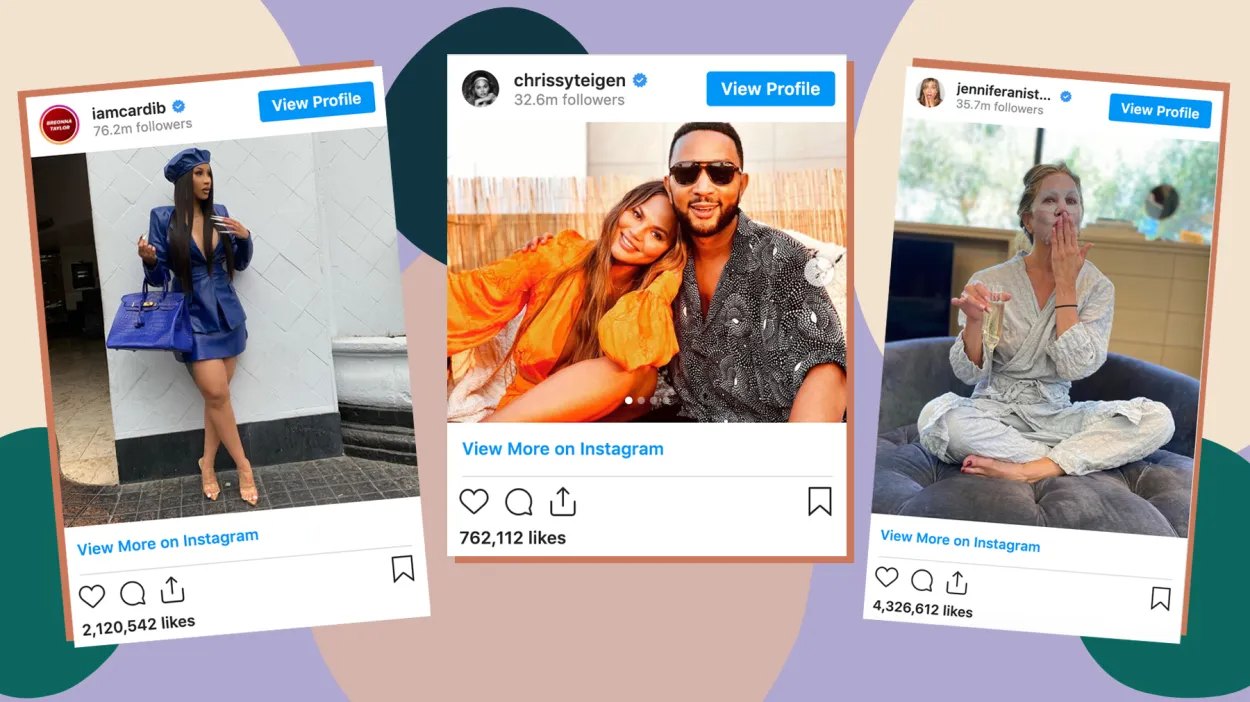 BREONNA
TAYLOR
iamcardib
76.2m followers
View Profile
View More on Instagram
2,120,542 likes
chrissyteigen
32.6m followers
View Profile
View More on Instagram
762,112 likes
jenniferanist...
35.7m followers
View Profile
View More on Instagram
4,326,612 likes